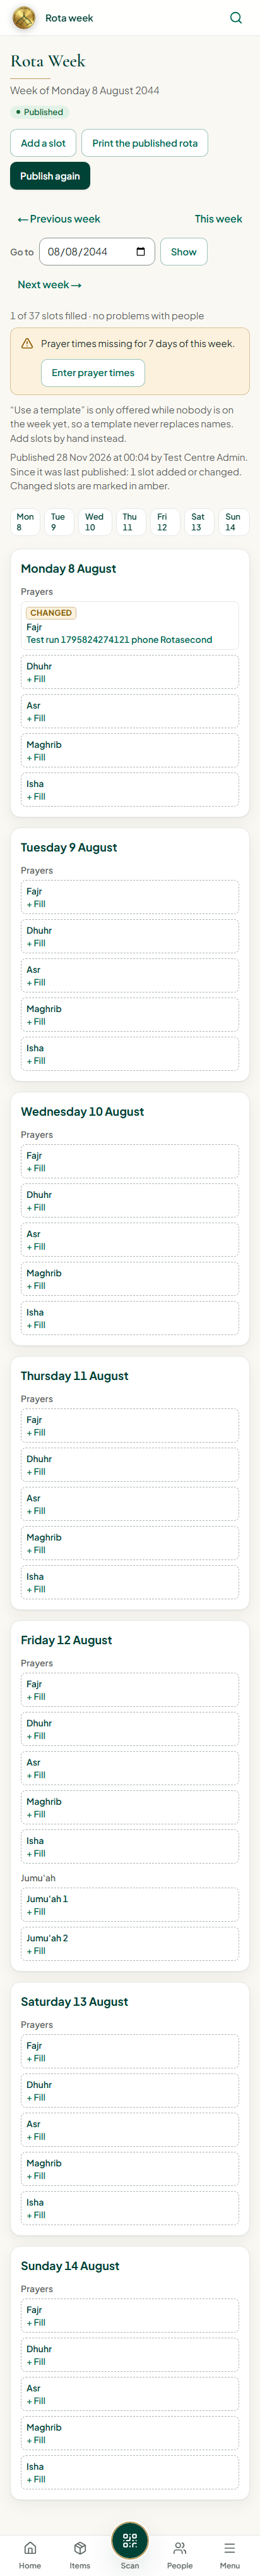 Rota week
Rota Week
Week of Monday 8 August 2044
Published
Add a slot
Print the published rota
Publish again
← Previous week
This week
Go to
08/08/2044
Show
Next week →
1 of 37 slots filled · no problems with people
Prayer times missing for 7 days of this week.
Enter prayer times
"Use a template" is only offered while nobody is on
the week yet, so a template never replaces names.
Add slots by hand instead.
Published 28 Nov 2026 at 00:04 by Test Centre Admin.
Since it was last published: 1 slot added or changed.
Changed slots are marked in amber.
Mon
8
Tue
9
Wed
10
Thu
11
Fri
12
Sat
13
Sun
14
Monday 8 August
Prayers
CHANGED
Fajr
Test run 1795824274121 phone Rotasecond
Dhuhr
+ Fill
Asr
+ Fill
Maghrib
+ Fill
Isha
+ Fill
Tuesday 9 August
Prayers
Fajr
+ Fill
Dhuhr
+ Fill
Asr
+ Fill
Maghrib
+ Fill
Isha
+ Fill
Wednesday 10 August
Prayers
Fajr
+ Fill
Dhuhr
+ Fill
Asr
+ Fill
Maghrib
+ Fill
Isha
+ Fill
Thursday 11 August
Prayers
Fajr
+ Fill
Dhuhr
+ Fill
Asr
+ Fill
Maghrib
+ Fill
Isha
+ Fill
Friday 12 August
Prayers
Fajr
+ Fill
Dhuhr
+ Fill
Asr
+ Fill
Maghrib
+ Fill
Isha
+ Fill
Jumu'ah
Jumu'ah 1
+ Fill
Jumu'ah 2
+ Fill
Saturday 13 August
Prayers
Fajr
+ Fill
Dhuhr
+ Fill
Asr
+ Fill
Maghrib
+ Fill
Isha
+ Fill
Sunday 14 August
Prayers
Fajr
+ Fill
Dhuhr
+ Fill
Asr
+ Fill
Maghrib
+ Fill
Isha
+ Fill
Home
Items
Scan
People
Menu